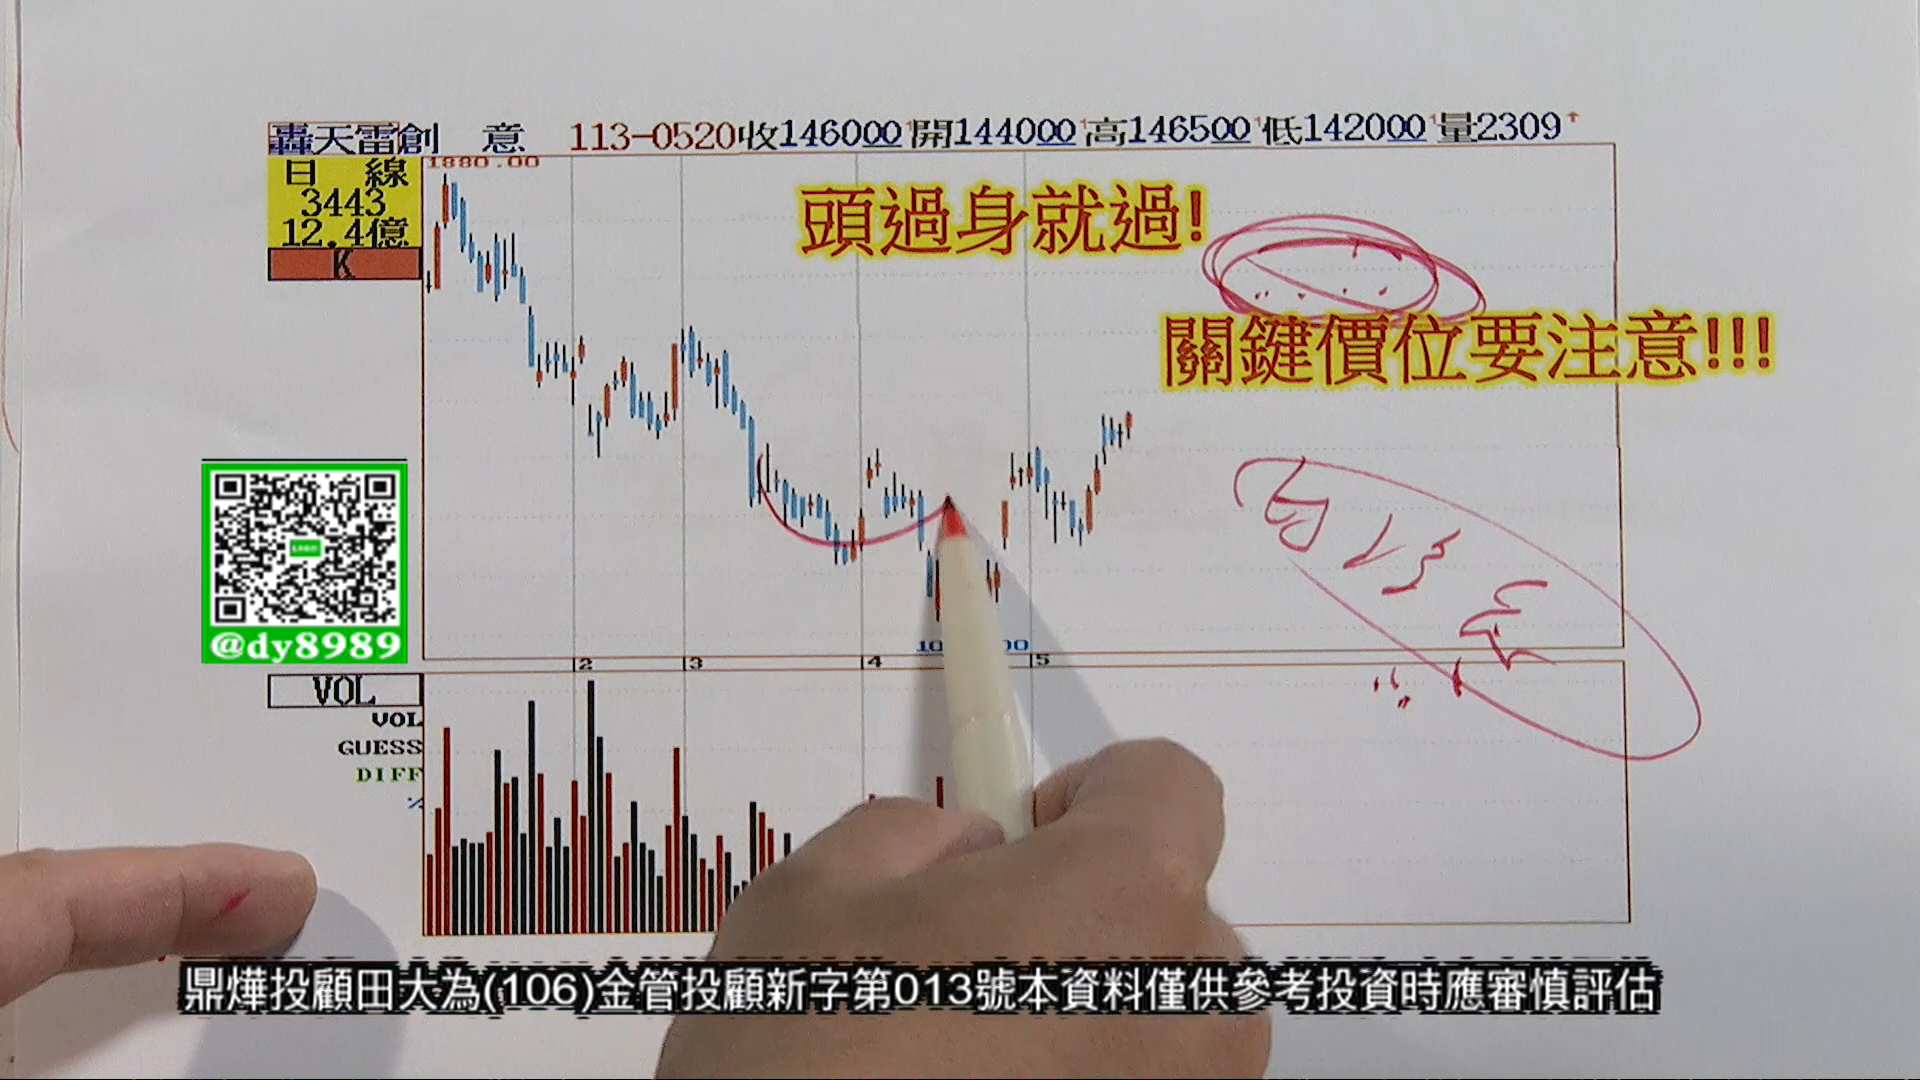 轟天雷創 意 113-0520收146000開144000高146500低142000量2309
日 線
3443
12.4億
K
1880.00
頭過身就過!
關鍵價位要注意!!!
@dy8989
2 3 4 5
VOL
VOL
GUESS
DIFF
%
鼎燁投顧田大為(106)金管投顧新字第013號本資料僅供參考投資時應審慎評估